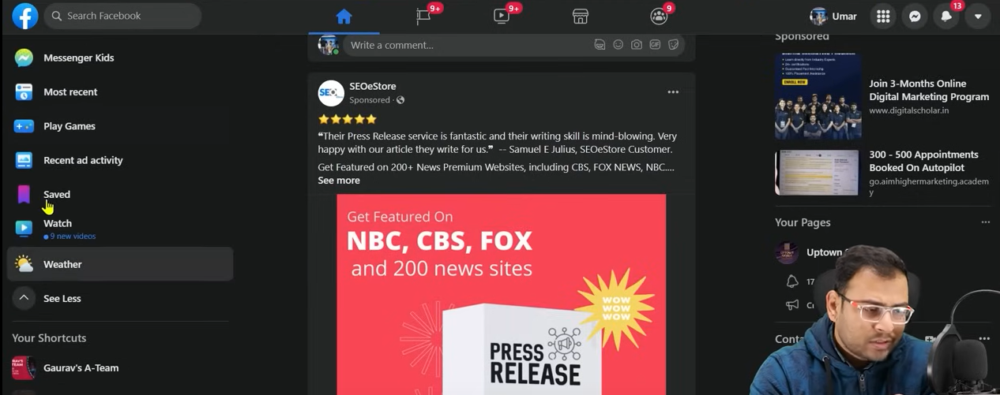 Search Facebook
9+
9+
9
Umar
13
Messenger Kids
Most recent
Play Games
Recent ad activity
Saved
Watch
9 new videos
Weather
See Less
Your Shortcuts
Gaurav's A-Team
Write a comment...
GIF
SEOeStore
Sponsored ·
❝Their Press Release service is fantastic and their writing skill is mind-blowing. Very
happy with our article they write for us.❞ -- Samuel E Julius, SEOeStore Customer.
Get Featured on 200+ News Premium Websites, including CBS, FOX NEWS, NBC....
See more
Get Featured On
NBC, CBS, FOX
and 200 news sites
WOW
WOW
WOW
PRESS
RELEASE
Sponsored
ENROLL NOW
Join 3-Months Online
Digital Marketing Program
www.digitalscholar.in
300 - 500 Appointments
Booked On Autopilot
go.aimhighermarketing.academ
y
Your Pages
Uptown
17